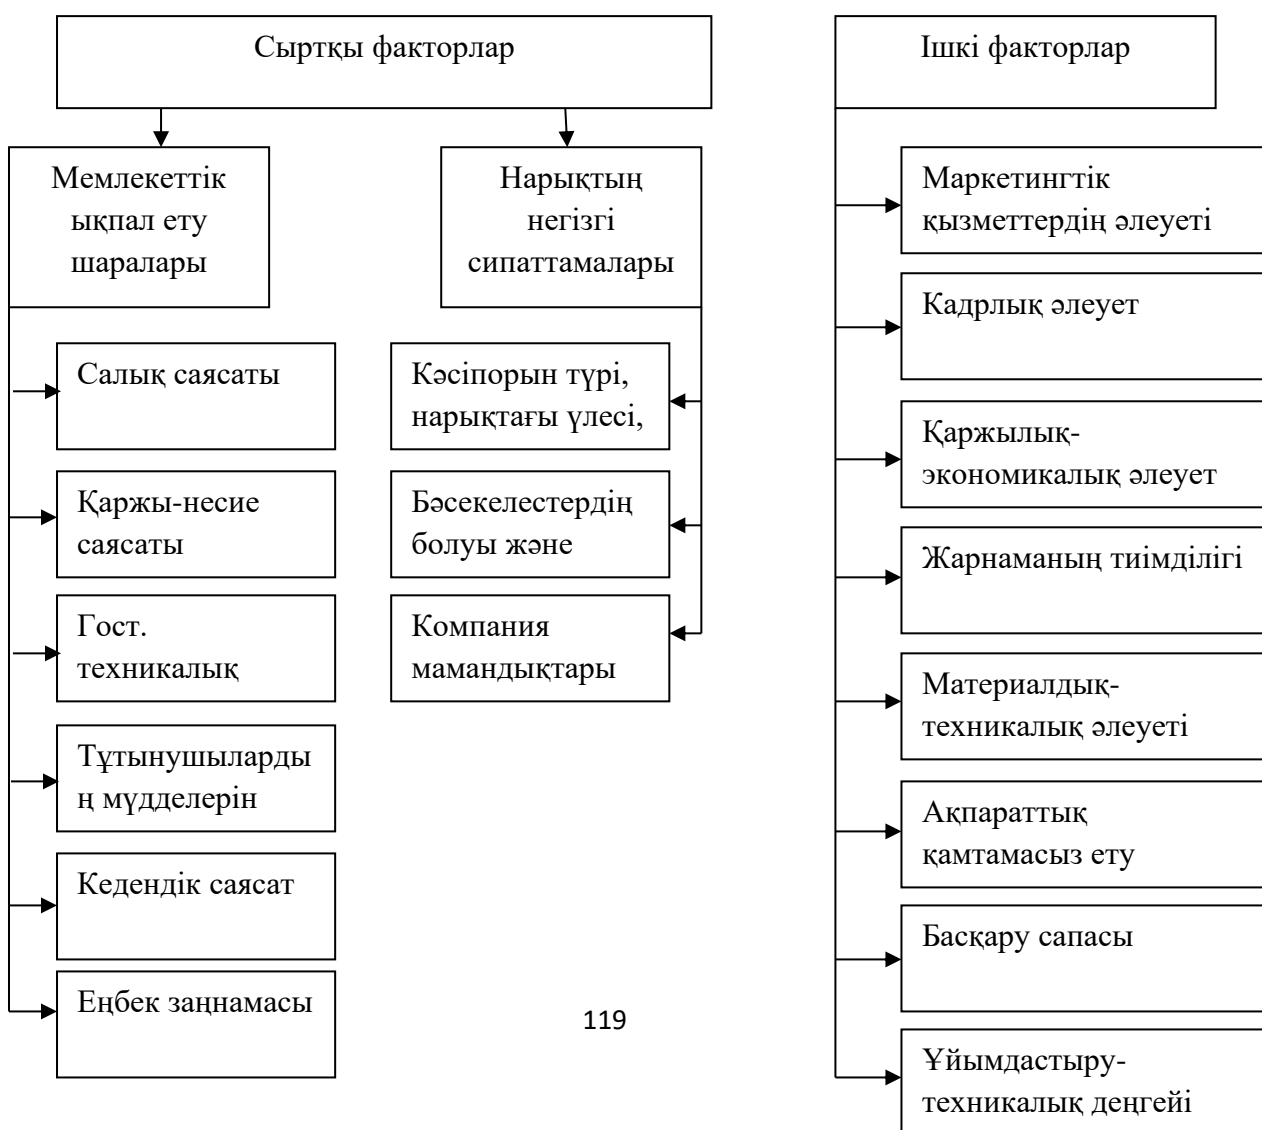 Сыртқы факторлар
Мемлекеттік
ықпал ету
шаралары
Салық саясаты
Қаржы-несие
саясаты
Гост.
техникалық
Тұтынушыларды
ң мүдделерін
Кедендік саясат
Еңбек заңнамасы
Нарықтың
негізгі
сипаттамалары
Кәсіпорын түрі,
нарықтағы үлесі,
Бәсекелестердің
болуы және
Компания
мамандықтары
Ішкі факторлар
Маркетингтік
қызметтердің әлеуеті
Кадрлық әлеует
Қаржылық-
экономикалық әлеует
Жарнаманың тиімділігі
Материалдық-
техникалық әлеуеті
Ақпараттық
қамтамасыз ету
Басқару сапасы
Ұйымдастыру-
техникалық деңгейі
119